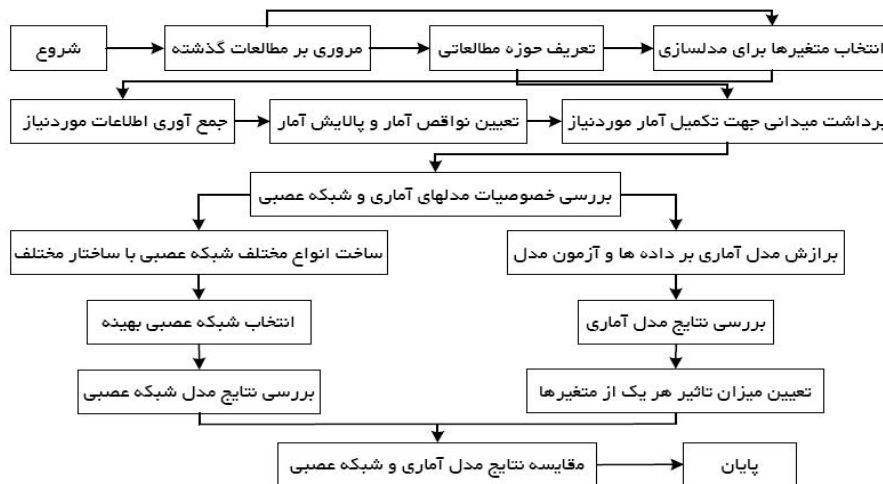 شروع
مروری بر مطالعات گذشته
تعریف حوزه مطالعاتی
انتخاب متغیرها برای مدلسازی
جمع آوری اطلاعات موردنیاز
تعیین نواقص آمار و پالایش آمار
برداشت میدانی جهت تکمیل آمار موردنیاز
بررسی خصوصیات مدلهای آماری و شبکه عصبی
ساخت انواع مختلف شبکه عصبی با ساختار مختلف
برازش مدل آماری بر داده ها و آزمون مدل
انتخاب شبکه عصبی بهینه
بررسی نتایج مدل آماری
بررسی نتایج مدل شبکه عصبی
تعیین میزان تاثیر هر یک از متغیرها
مقایسه نتایج مدل آماری و شبکه عصبی
پایان